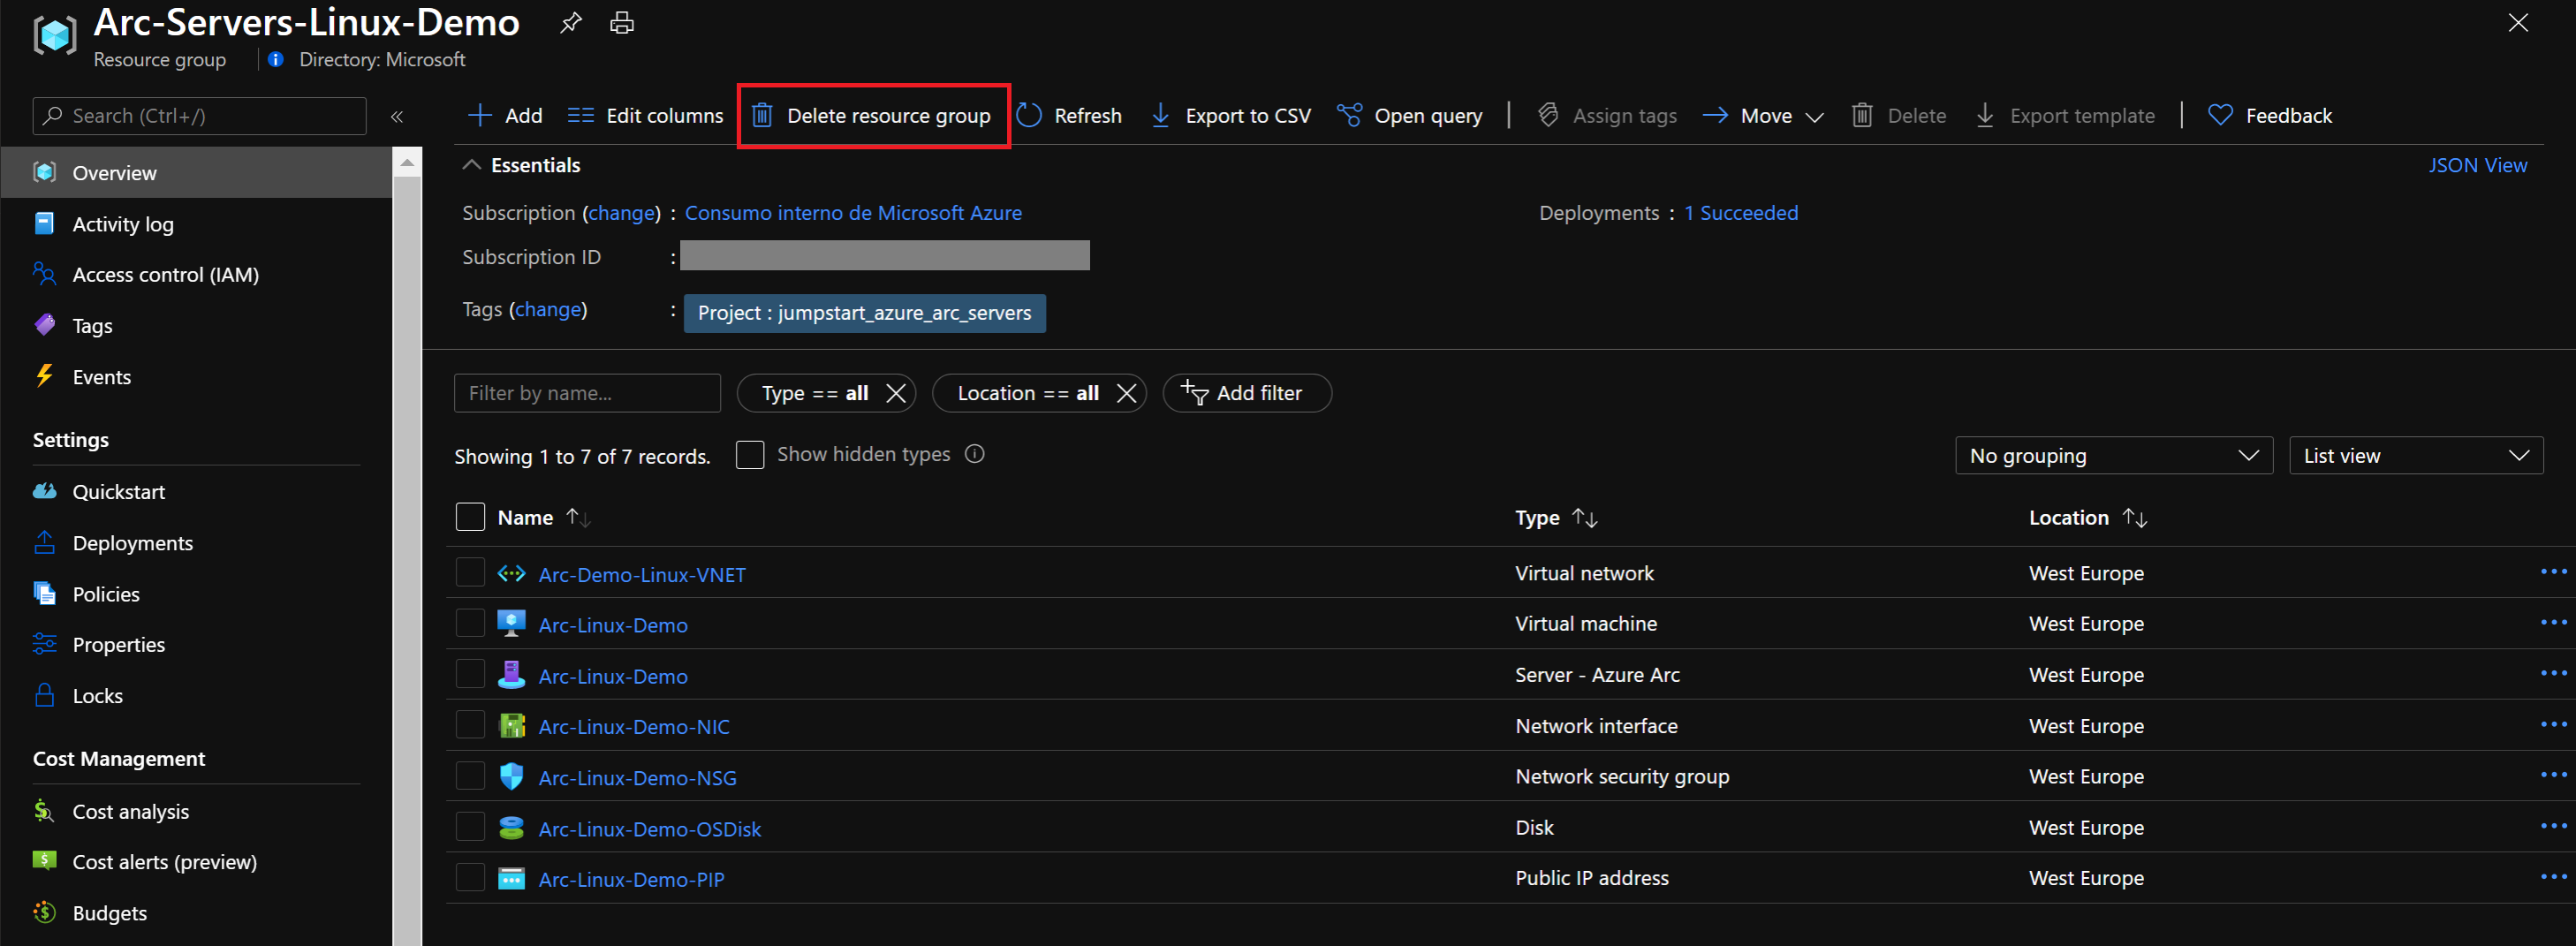 Arc-Servers-Linux-Demo
Resource group
Directory: Microsoft
Search (Ctrl+/)
«
Add
Edit columns
Delete resource group
Refresh
Export to CSV
Open query
Assign tags
Move
Delete
Export template
Feedback
Overview
Activity log
Access control (IAM)
Tags
Events
Settings
Quickstart
Deployments
Policies
Properties
Locks
Cost Management
Cost analysis
Cost alerts (preview)
Budgets
Essentials
JSON View
Subscription (change) : Consumo interno de Microsoft Azure
Deployments : 1 Succeeded
Subscription ID :
Tags (change) : Project : jumpstart_azure_arc_servers
Filter by name...
Type == all
Location == all
Add filter
Showing 1 to 7 of 7 records.
Show hidden types
No grouping
List view
Name Type Location
Arc-Demo-Linux-VNET Virtual network West Europe
Arc-Linux-Demo Virtual machine West Europe
Arc-Linux-Demo Server - Azure Arc West Europe
Arc-Linux-Demo-NIC Network interface West Europe
Arc-Linux-Demo-NSG Network security group West Europe
Arc-Linux-Demo-OSDisk Disk West Europe
Arc-Linux-Demo-PIP Public IP address West Europe